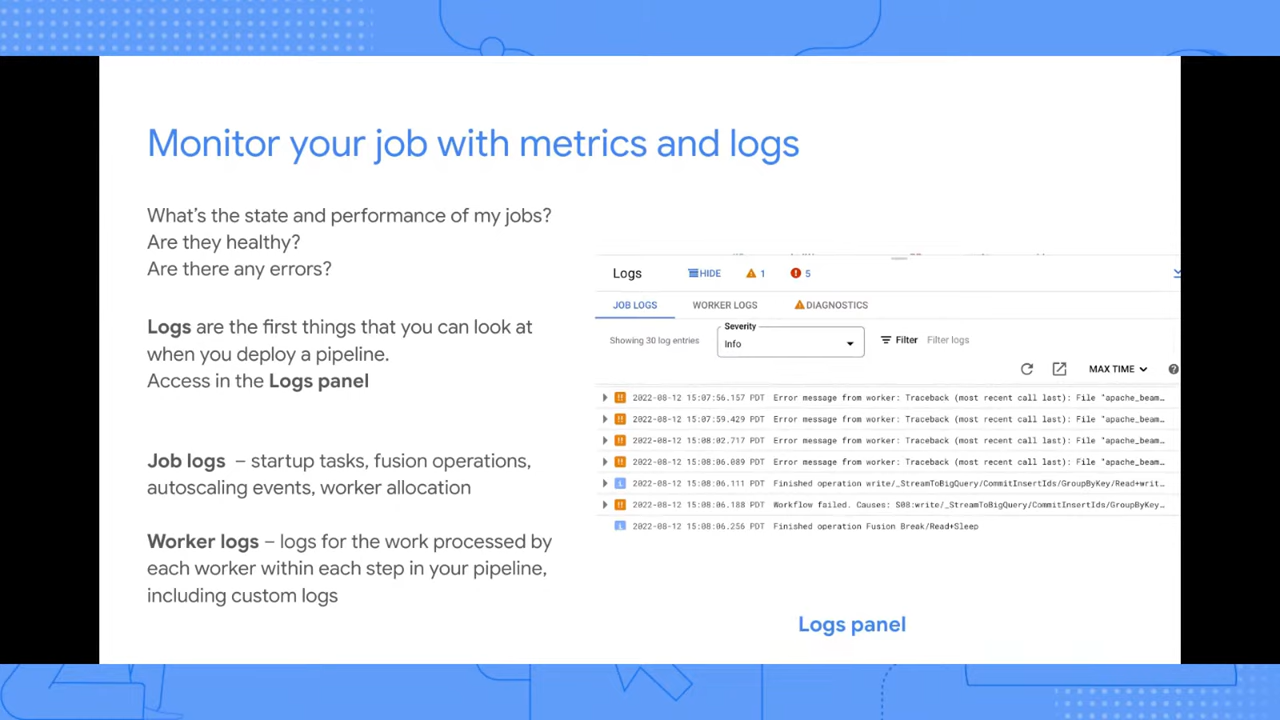 Monitor your job with metrics and logs
What's the state and performance of my jobs?
Are they healthy?
Are there any errors?
Logs are the first things that you can look at
when you deploy a pipeline.
Access in the Logs panel
Job logs – startup tasks, fusion operations,
autoscaling events, worker allocation
Worker logs – logs for the work processed by
each worker within each step in your pipeline,
including custom logs
Logs HIDE 1 5
JOB LOGS WORKER LOGS DIAGNOSTICS
Severity
Showing 30 log entries Info Filter Filter logs
MAX TIME
2022-08-12 15:07:56.157 PDT Error message from worker: Traceback (most recent call last): File "apache_beam…
2022-08-12 15:07:59.429 PDT Error message from worker: Traceback (most recent call last): File "apache_beam…
2022-08-12 15:08:02.717 PDT Error message from worker: Traceback (most recent call last): File "apache_beam…
2022-08-12 15:08:06.089 PDT Error message from worker: Traceback (most recent call last): File "apache_beam…
2022-08-12 15:08:06.111 PDT Finished operation write/_StreamToBigQuery/CommitInsertIds/GroupByKey/Read+writ…
2022-08-12 15:08:06.188 PDT Workflow failed. Causes: S08:write/_StreamToBigQuery/CommitInsertIds/GroupByKey…
2022-08-12 15:08:06.256 PDT Finished operation Fusion Break/Read+Sleep
Logs panel